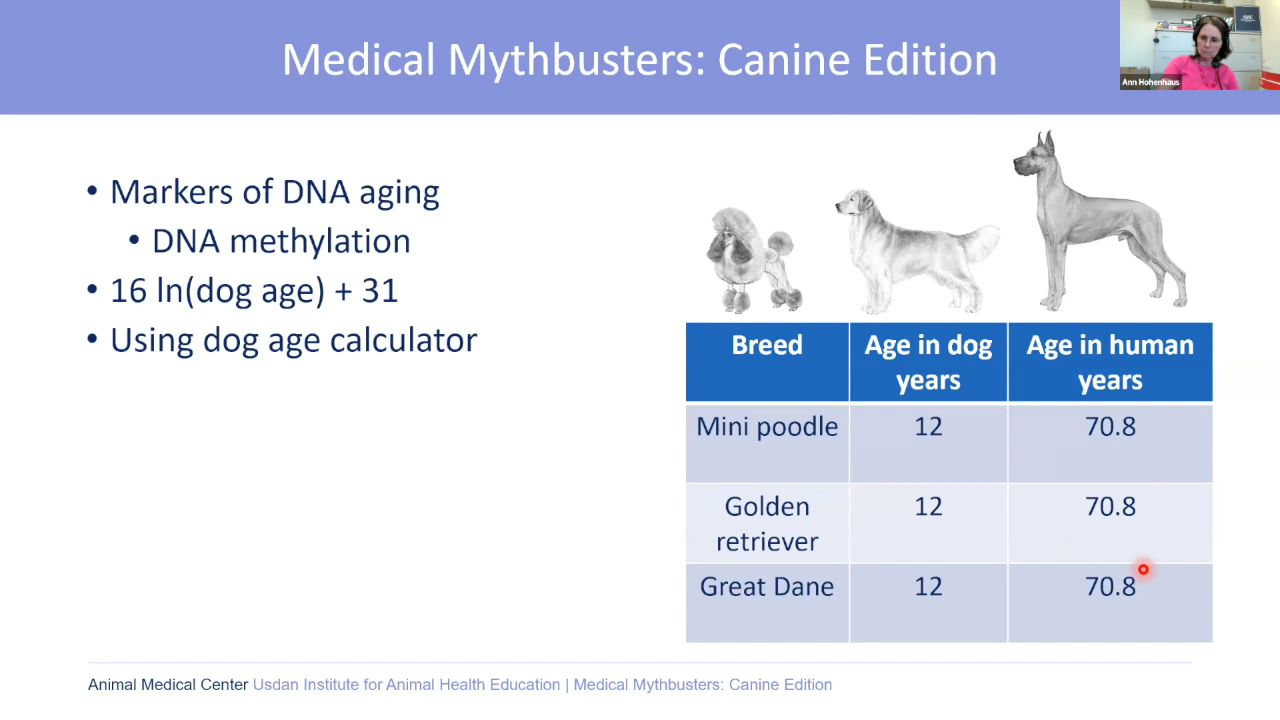 Medical Mythbusters: Canine Edition
AMC
Ann Hohenhaus
• Markers of DNA aging
• DNA methylation
• 16 ln(dog age) + 31
• Using dog age calculator
Breed
Age in dog
years
Age in human
years
Mini poodle
12
70.8
Golden
retriever
12
70.8
Great Dane
12
70.8
Animal Medical Center Usdan Institute for Animal Health Education | Medical Mythbusters: Canine Edition